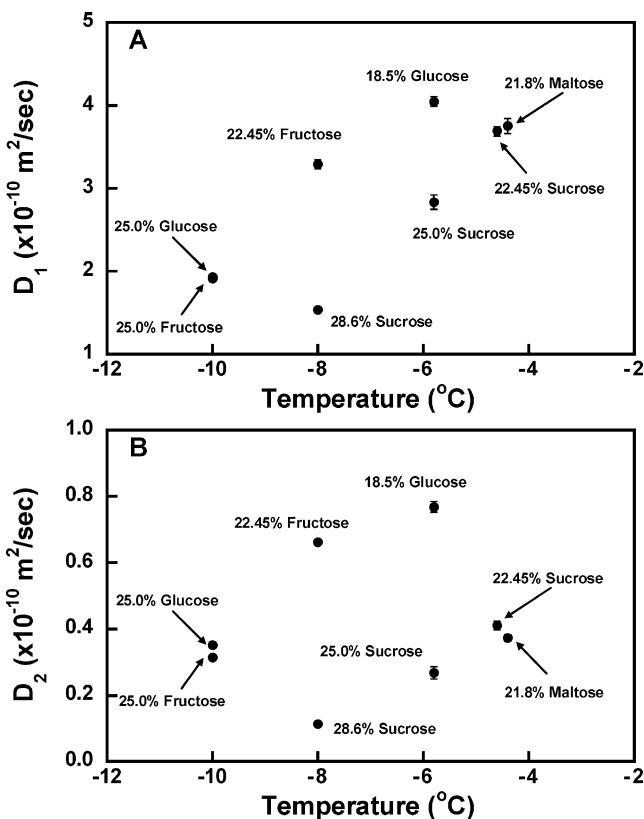 A
5
18.5% Glucose
21.8% Maltose
4
22.45% Fructose
22.45% Sucrose
3
25.0% Glucose
25.0% Sucrose
2
25.0% Fructose
28.6% Sucrose
1
D₁ (x10⁻¹⁰ m²/sec)
-12 -10 -8 -6 -4 -2
Temperature (°C)
B
1.0
18.5% Glucose
0.8
22.45% Fructose
0.6
22.45% Sucrose
25.0% Glucose
0.4
25.0% Sucrose
25.0% Fructose
21.8% Maltose
0.2
28.6% Sucrose
0.0
D₂ (x10⁻¹⁰ m²/sec)
-12 -10 -8 -6 -4 -2
Temperature (°C)